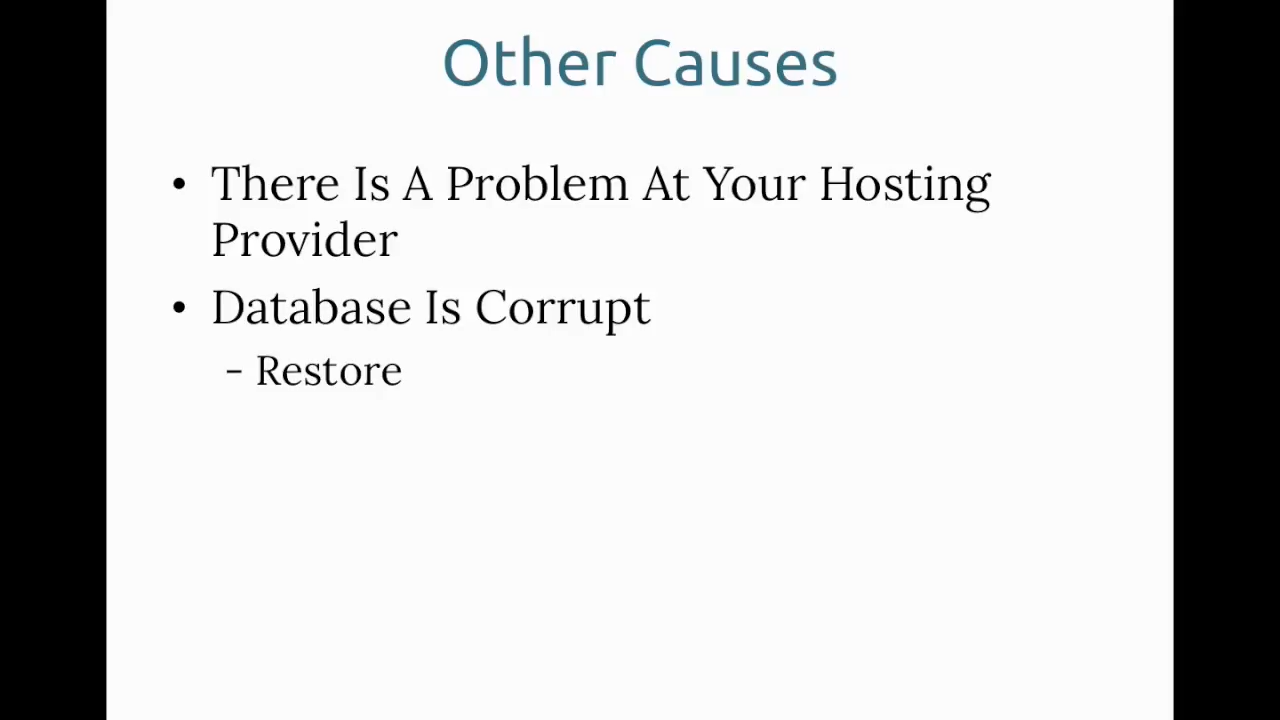 Other Causes
• There Is A Problem At Your Hosting
Provider
• Database Is Corrupt
- Restore